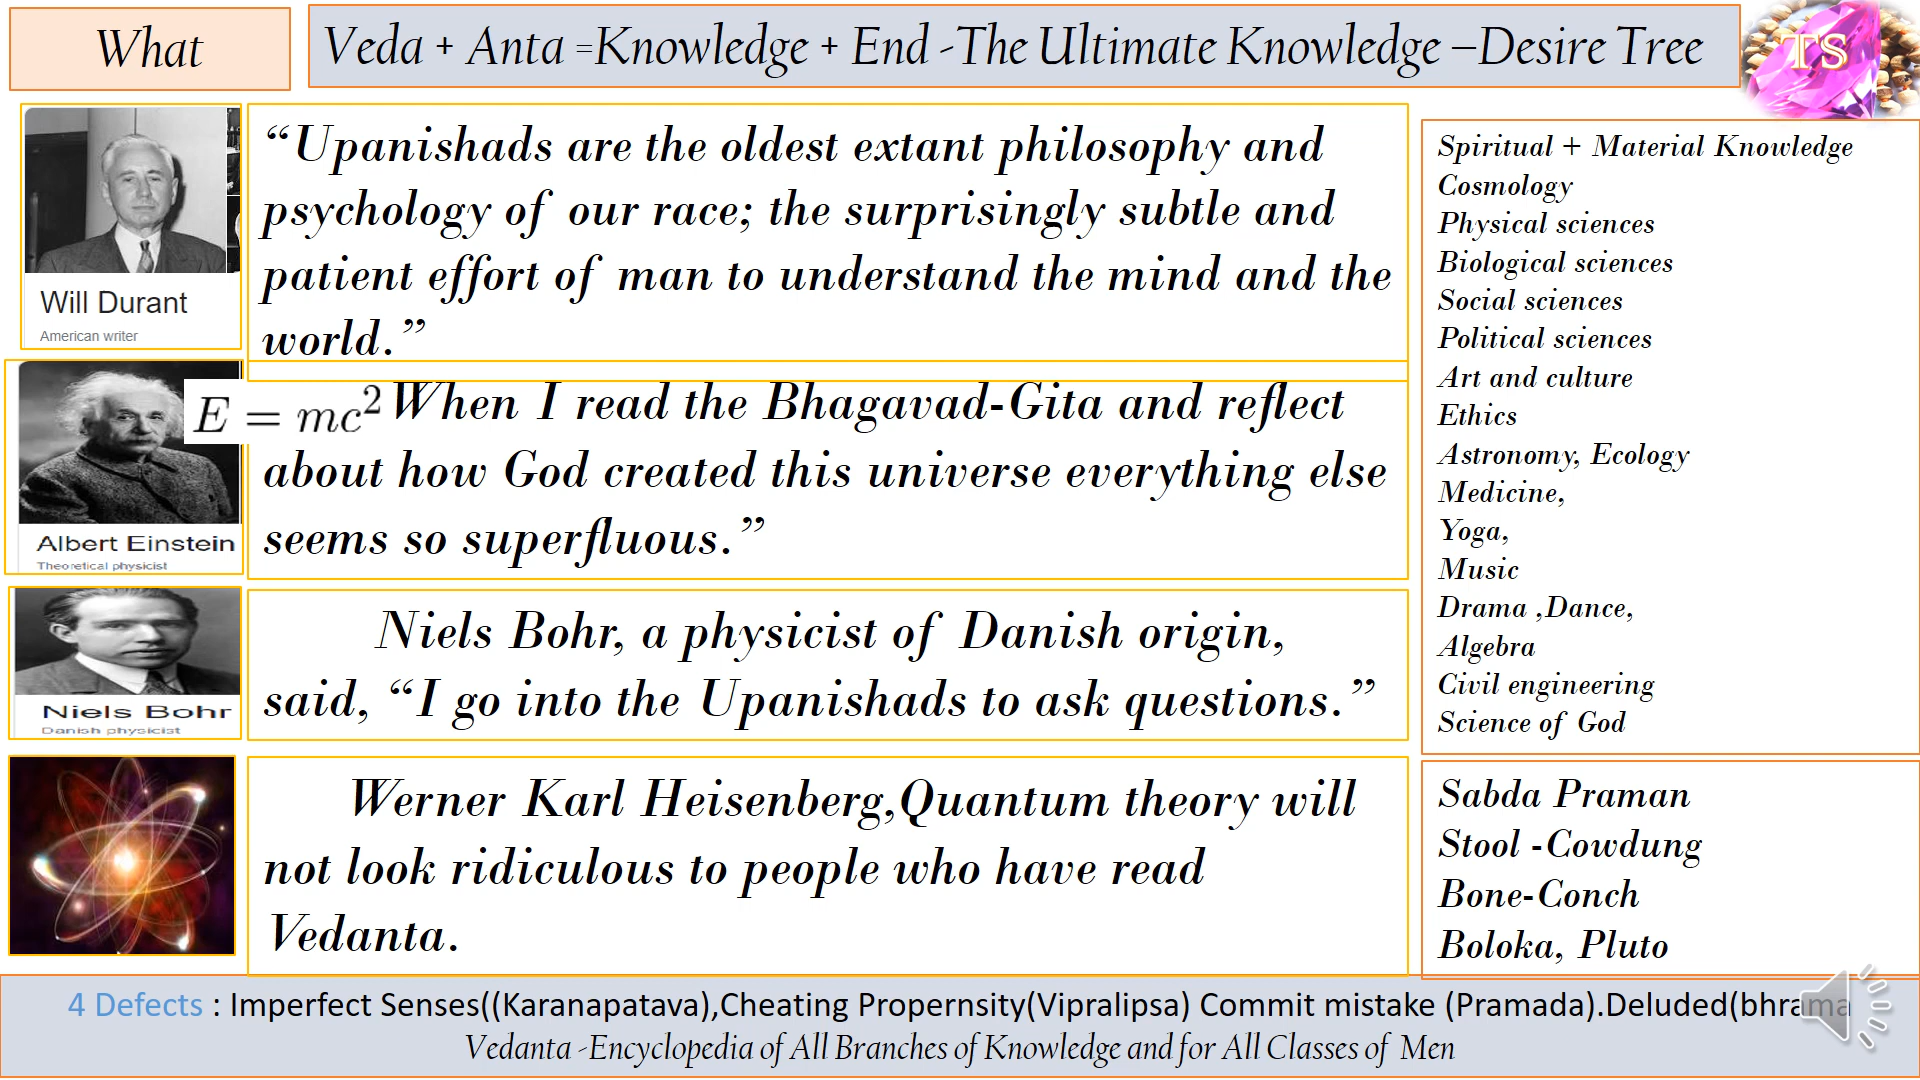 What
Veda + Anta =Knowledge + End -The Ultimate Knowledge –Desire Tree
TS
Will Durant
American writer
“Upanishads are the oldest extant philosophy and
psychology of our race; the surprisingly subtle and
patient effort of man to understand the mind and the
world.”
Albert Einstein
Theoretical physicist
E = mc²
When I read the Bhagavad-Gita and reflect
about how God created this universe everything else
seems so superfluous.”
Niels Bohr
Danish physicist
Niels Bohr, a physicist of Danish origin,
said, “I go into the Upanishads to ask questions.”
Werner Karl Heisenberg,Quantum theory will
not look ridiculous to people who have read
Vedanta.
Spiritual + Material Knowledge
Cosmology
Physical sciences
Biological sciences
Social sciences
Political sciences
Art and culture
Ethics
Astronomy, Ecology
Medicine,
Yoga,
Music
Drama ,Dance,
Algebra
Civil engineering
Science of God
Sabda Praman
Stool -Cowdung
Bone-Conch
Boloka, Pluto
4 Defects : Imperfect Senses((Karanapatava),Cheating Propernsity(Vipralipsa) Commit mistake (Pramada).Deluded(bhrama
Vedanta -Encyclopedia of All Branches of Knowledge and for All Classes of Men